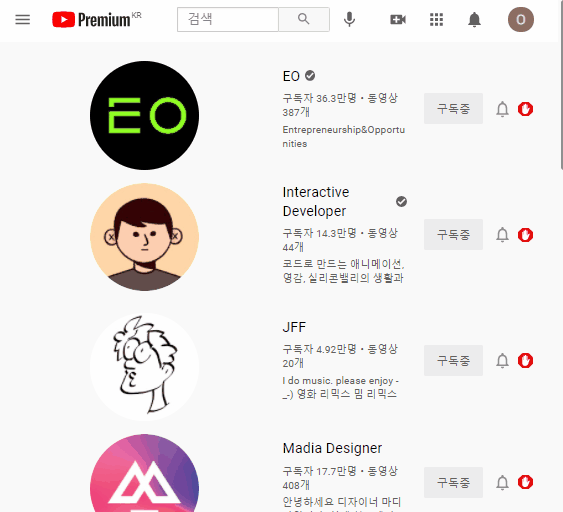 Premium KR
검색
O
EO
EO
구독자 36.3만명 • 동영상
387개
Entrepreneurship&Opportu
nities
구독중
Interactive
Developer
구독자 14.3만명 • 동영상
44개
코드로 만드는 애니메이션,
영감, 실리콘밸리의 생활과
구독중
JFF
구독자 4.92만명 • 동영상
20개
I do music. please enjoy -
_-) 영화 리믹스 밈 리믹스
구독중
Madia Designer
구독자 17.7만명 • 동영상
408개
안녕하세요 디자이너 마디
구독중